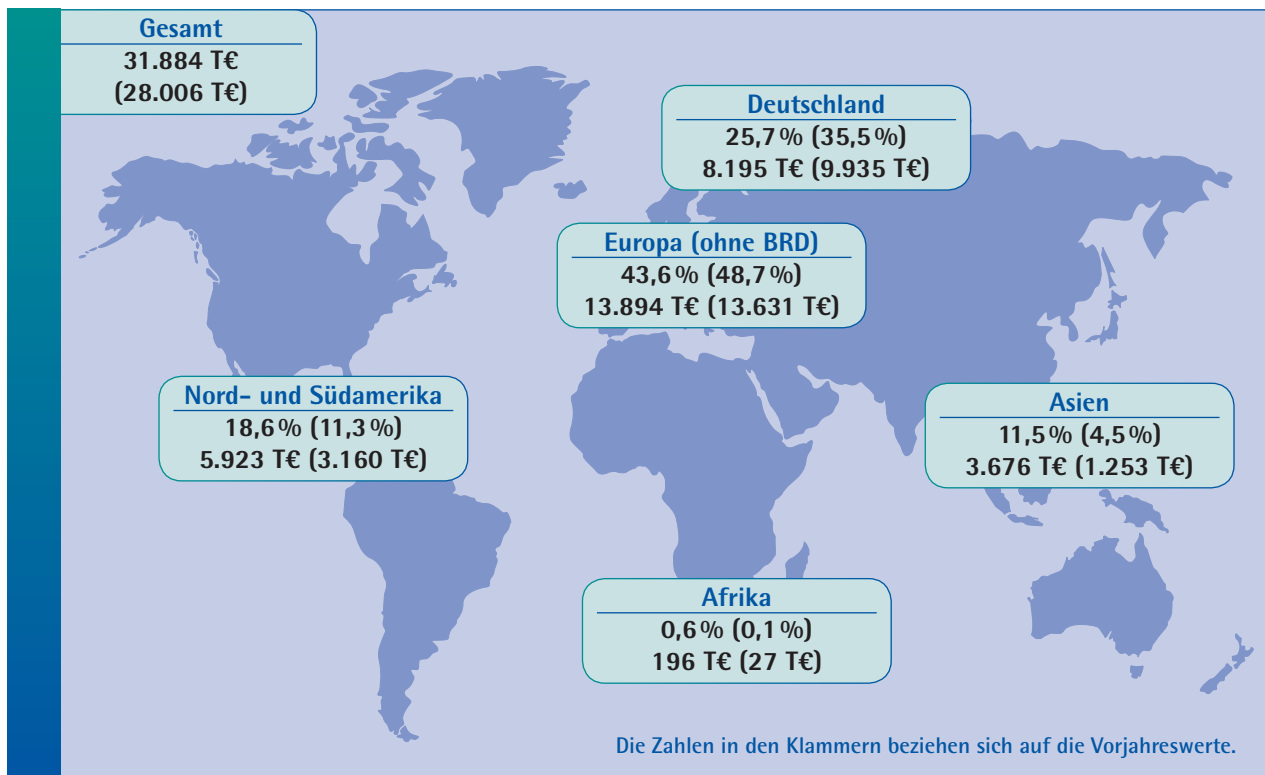 Gesamt
31.884 T€
(28.006 T€)
Deutschland
25,7% (35,5%)
8.195 T€ (9.935 T€)
Europa (ohne BRD)
43,6% (48,7%)
13.894 T€ (13.631 T€)
Nord- und Südamerika
18,6% (11,3%)
5.923 T€ (3.160 T€)
Asien
11,5% (4,5%)
3.676 T€ (1.253 T€)
Afrika
0,6% (0,1%)
196 T€ (27 T€)
Die Zahlen in den Klammern beziehen sich auf die Vorjahreswerte.